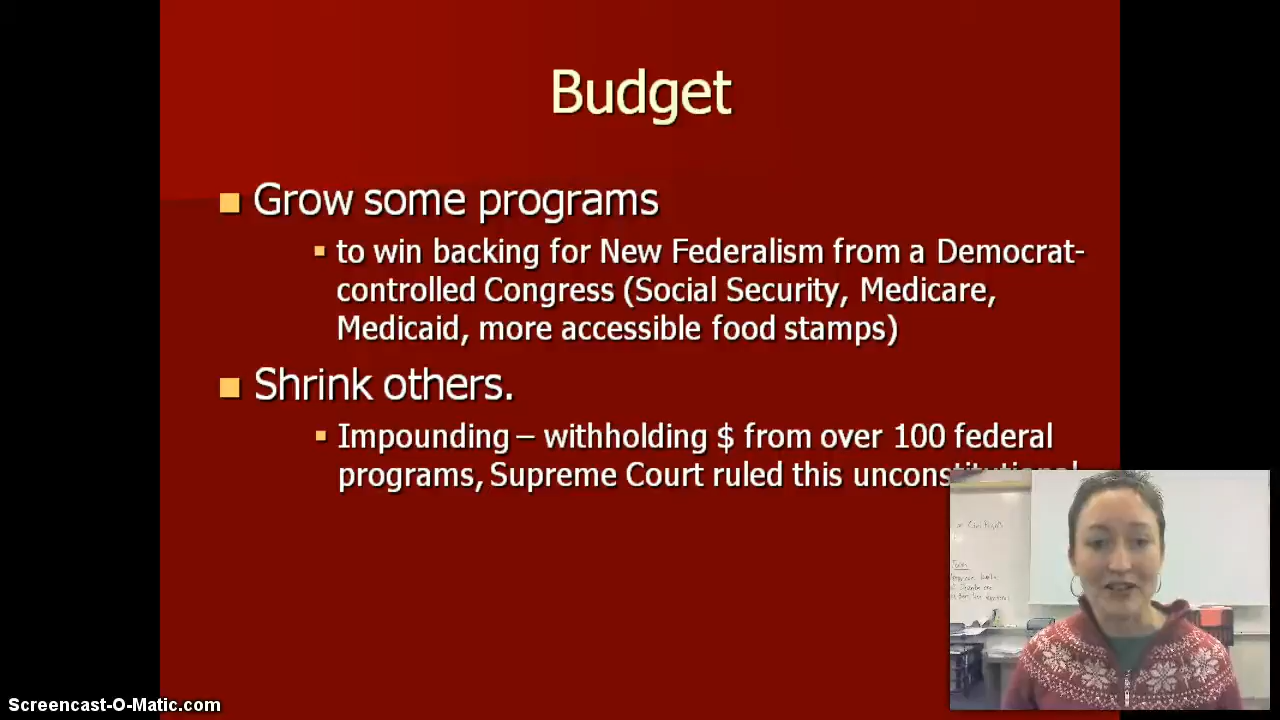 Budget
Grow some programs
to win backing for New Federalism from a Democrat-
controlled Congress (Social Security, Medicare,
Medicaid, more accessible food stamps)
Shrink others.
Impounding – withholding $ from over 100 federal
programs, Supreme Court ruled this
Screencast-O-Matic.com